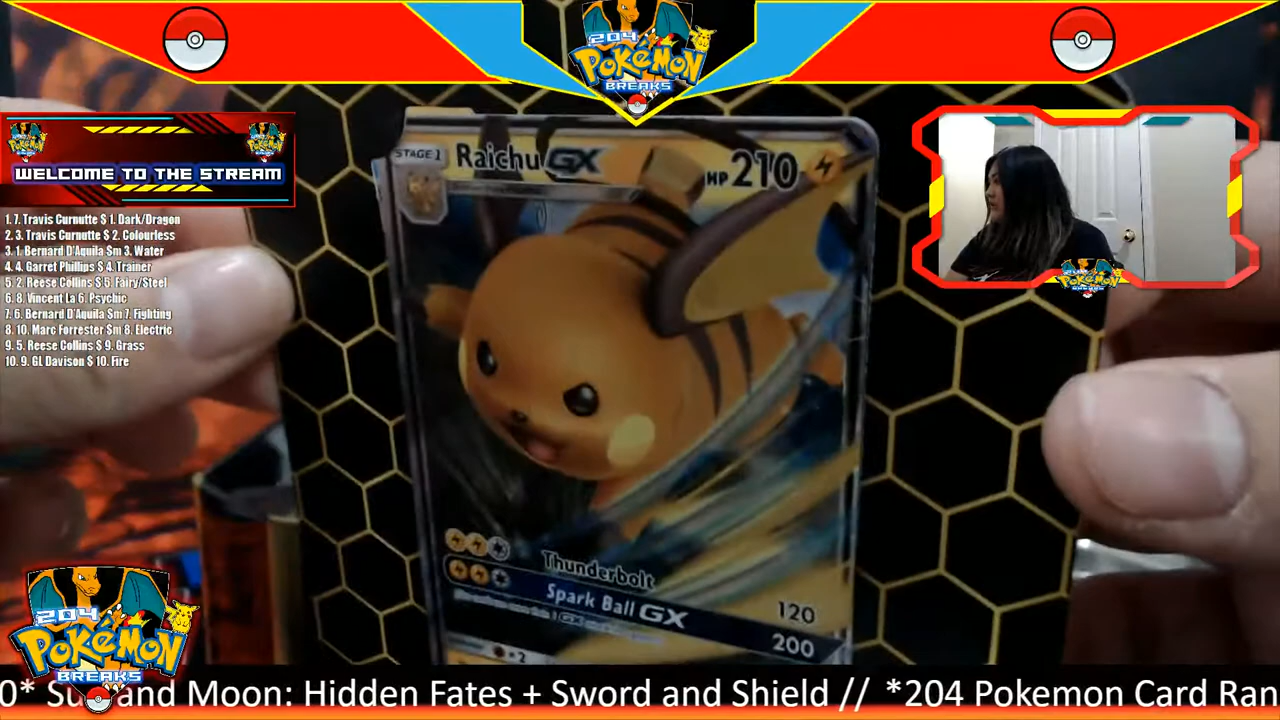 204
POKÉMON
BREAKS
WELCOME TO THE STREAM
1. 7. Travis Curnutte $ 1. Dark/Dragon
2. 3. Travis Curnutte $ 2. Colourless
3. 1. Bernard D'Aquila $m 3. Water
4. 4. Garret Phillips $ 4. Trainer
5. 2. Reese Collins $ 6. Fairy/Steel
6. 8. Vincent La 6. Psychic
7. 6. Bernard D'Aquila $m 7. Fighting
8. 10. Marc Forrester $m 8. Electric
9. 5. Reese Collins $ 9. Grass
10. 9. GL Davison $ 10. Fire
STAGE 1 Raichu GX HP 210
Thunderbolt 120
Spark Ball GX 200
×2
204
POKÉMON
BREAKS
0* Sun and Moon: Hidden Fates + Sword and Shield // *204 Pokemon Card Ran